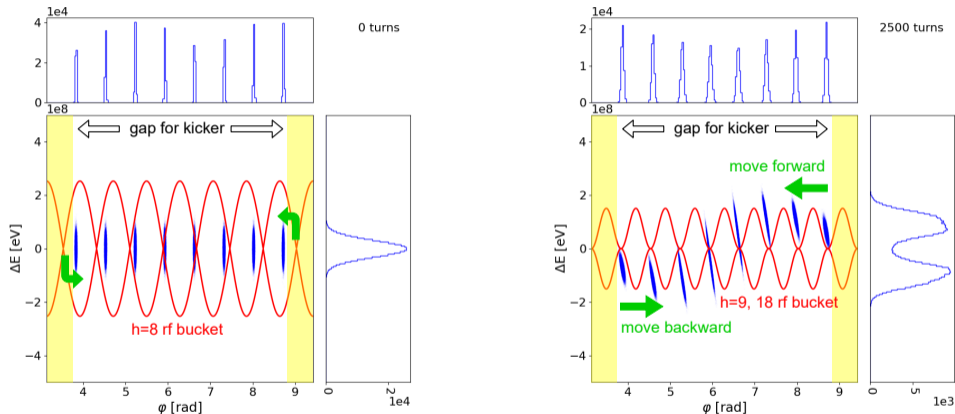 1e4
0 turns
4
2
0
1e8
gap for kicker
4
2
0
−2
−4
ΔE [eV]
h=8 rf bucket
4
5
6
7
8
9
φ [rad]
0
2
1e4
1e4
2500 turns
2
1
0
1e8
gap for kicker
move forward
4
2
0
−2
−4
ΔE [eV]
h=9, 18 rf bucket
move backward
4
5
6
7
8
9
φ [rad]
0
5
1e3